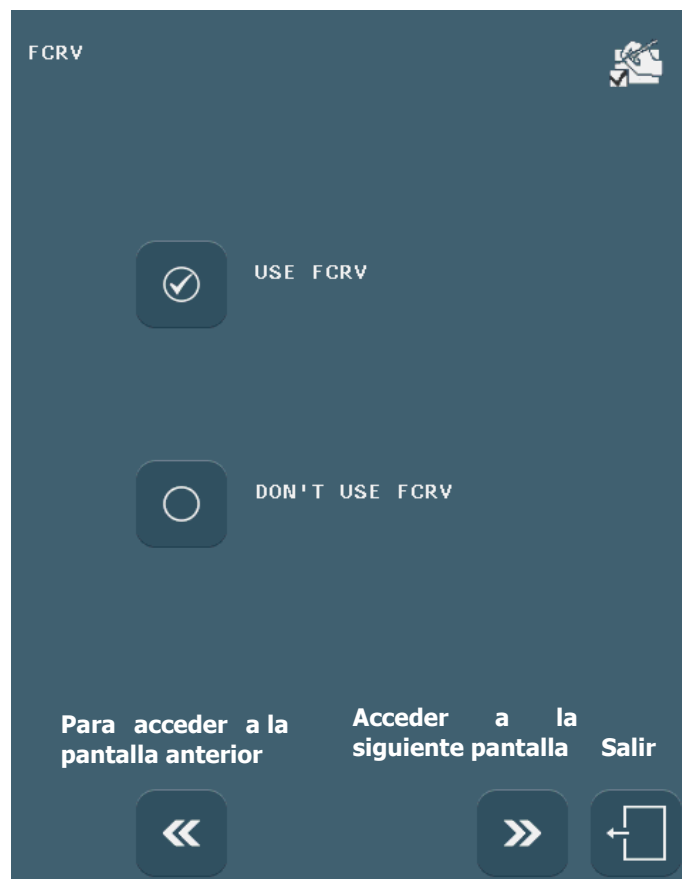 FCRV
USE FCRV
DON'T USE FCRV
Para acceder a la
pantalla anterior
Acceder a la
siguiente pantalla
Salir